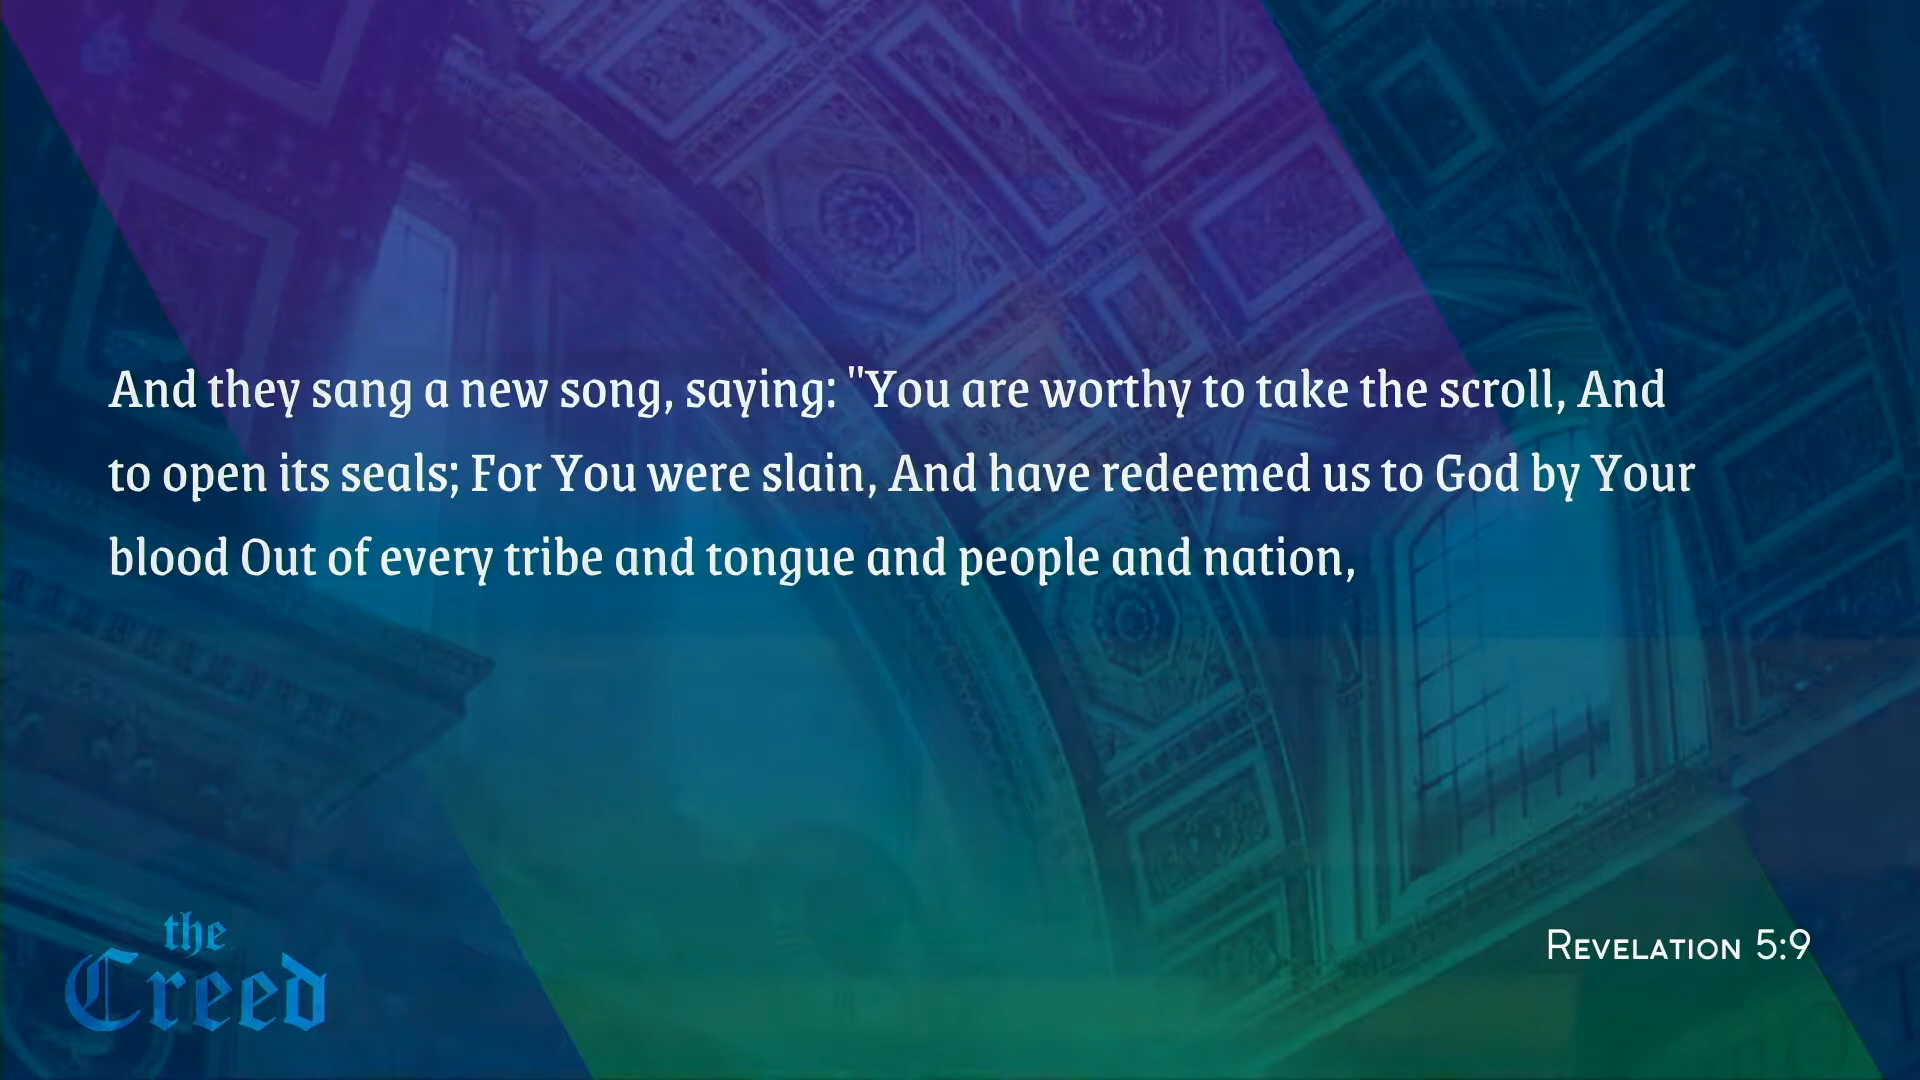 And they sang a new song, saying: "You are worthy to take the scroll, And
to open its seals; For You were slain, And have redeemed us to God by Your
blood Out of every tribe and tongue and people and nation,
the
Creed
Revelation 5:9